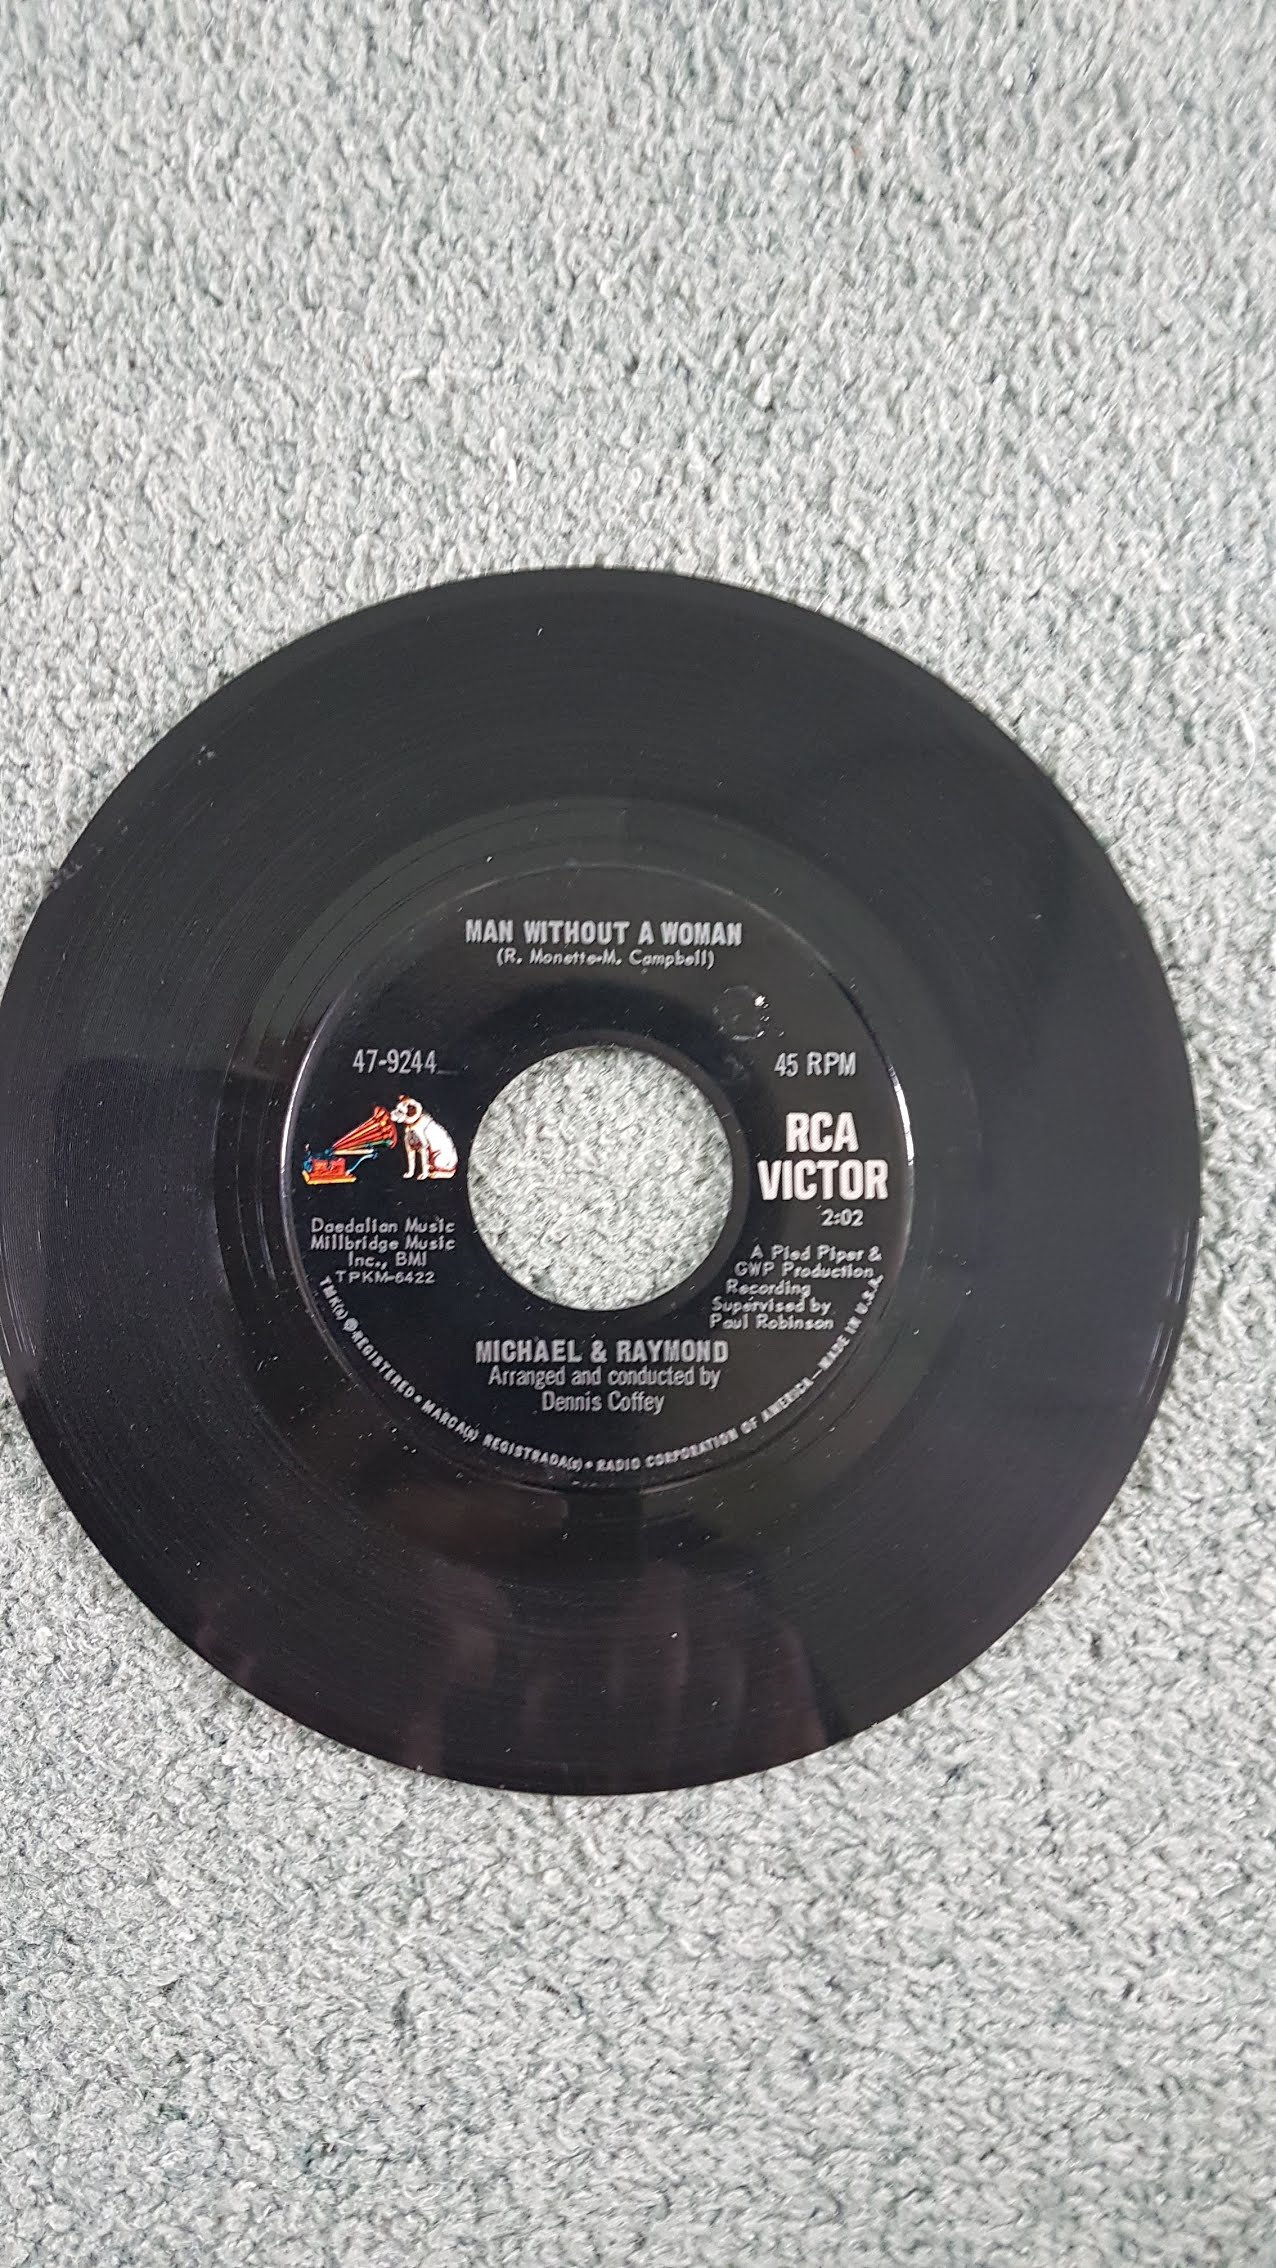 MAN WITHOUT A WOMAN
(R. Monette-M. Campbell)
47-9244
45 RPM
RCA
VICTOR
2:02
Daedalian Music
Millbridge Music
Inc., BMI
TPKM-6422
A Pied Piper &
GWP Production
Recording
Supervised by
Paul Robinson
MICHAEL & RAYMOND
Arranged and conducted by
Dennis Coffey
TMK(s) ® REGISTERED • MARCA(s) REGISTRADA(s) • RADIO CORPORATION OF AMERICA—MADE IN U.S.A.